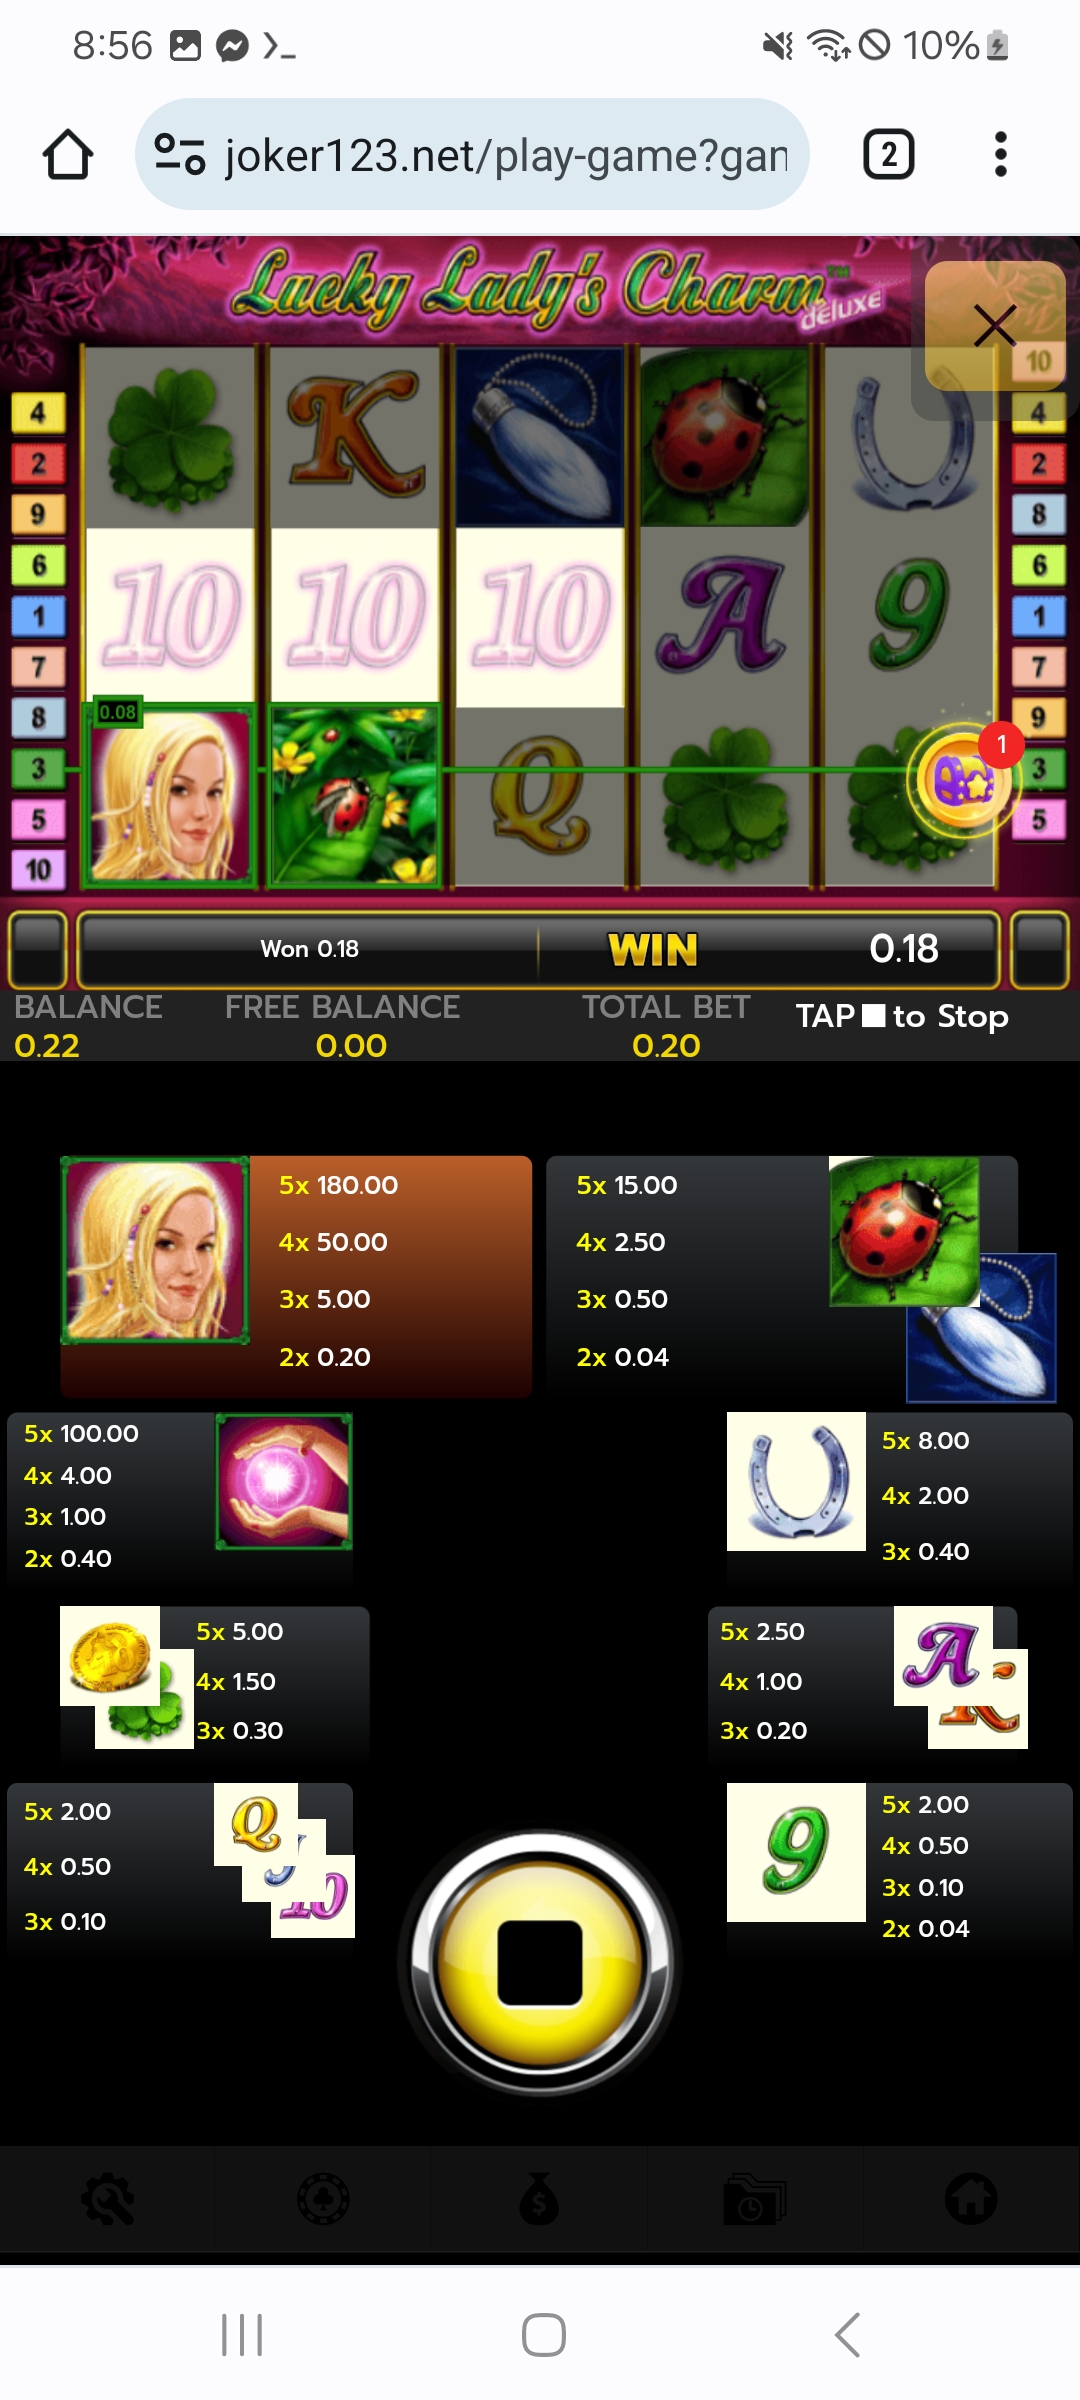 8:56
10%
joker123.net/play-game?gan
2
Lucky Lady's Charm™
deluxe
10
4
4
K
2
2
9
8
6
6
10
10
10
A
9
1
1
7
7
0.08
8
9
1
3
3
Q
5
5
10
Won 0.18
WIN
0.18
BALANCE
FREE BALANCE
TOTAL BET
TAP to Stop
0.22
0.00
0.20
5x 180.00
4x 50.00
3x 5.00
2x 0.20
5x 15.00
4x 2.50
3x 0.50
2x 0.04
5x 100.00
4x 4.00
3x 1.00
2x 0.40
5x 8.00
4x 2.00
3x 0.40
5x 5.00
4x 1.50
3x 0.30
5x 2.50
4x 1.00
3x 0.20
A
K
5x 2.00
4x 0.50
3x 0.10
Q
J
10
9
5x 2.00
4x 0.50
3x 0.10
2x 0.04